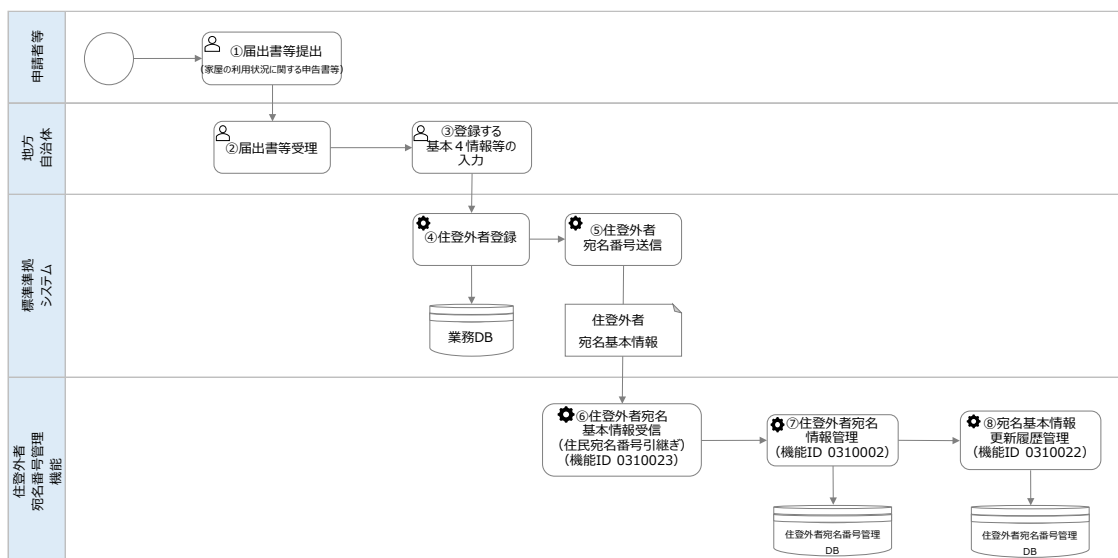 申請者等
①届出書等提出
（家屋の利用状況に関する申告書等）
地方
自治体
②届出書等受理
③登録する
基本４情報等の
入力
標準準拠
システム
④住登外者登録
⑤住登外者
宛名番号送信
業務DB
住登外者
宛名基本情報
住登外者
宛名番号管理
機能
⑥住登外者宛名
基本情報受信
（住民宛名番号引継ぎ）
（機能ID 0310023）
⑦住登外者宛名
情報管理
（機能ID 0310002）
⑧宛名基本情報
更新履歴管理
（機能ID 0310022）
住登外者宛名番号管理
DB
住登外者宛名番号管理
DB